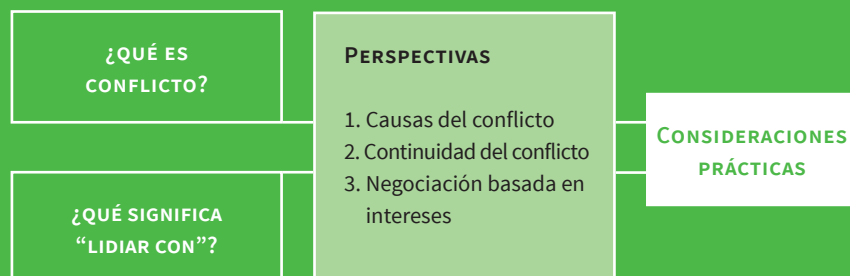 ¿QUÉ ES
CONFLICTO?
¿QUÉ SIGNIFICA
“LIDIAR CON”?
PERSPECTIVAS
1. Causas del conflicto
2. Continuidad del conflicto
3. Negociación basada en
intereses
CONSIDERACIONES
PRÁCTICAS